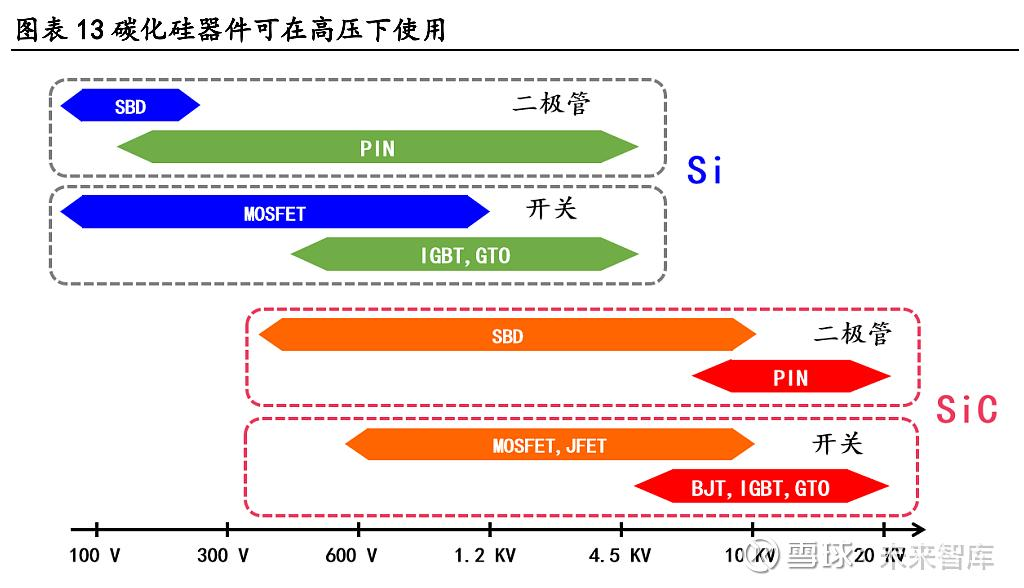 图表 13 碳化硅器件可在高压下使用
SBD
二极管
PIN
Si
MOSFET
开关
IGBT,GTO
SBD
二极管
PIN
SiC
MOSFET,JFET
开关
BJT,IGBT,GTO
100 V 300 V 600 V 1.2 KV 4.5 KV 10 KV 20 KV
雪球·未来智库